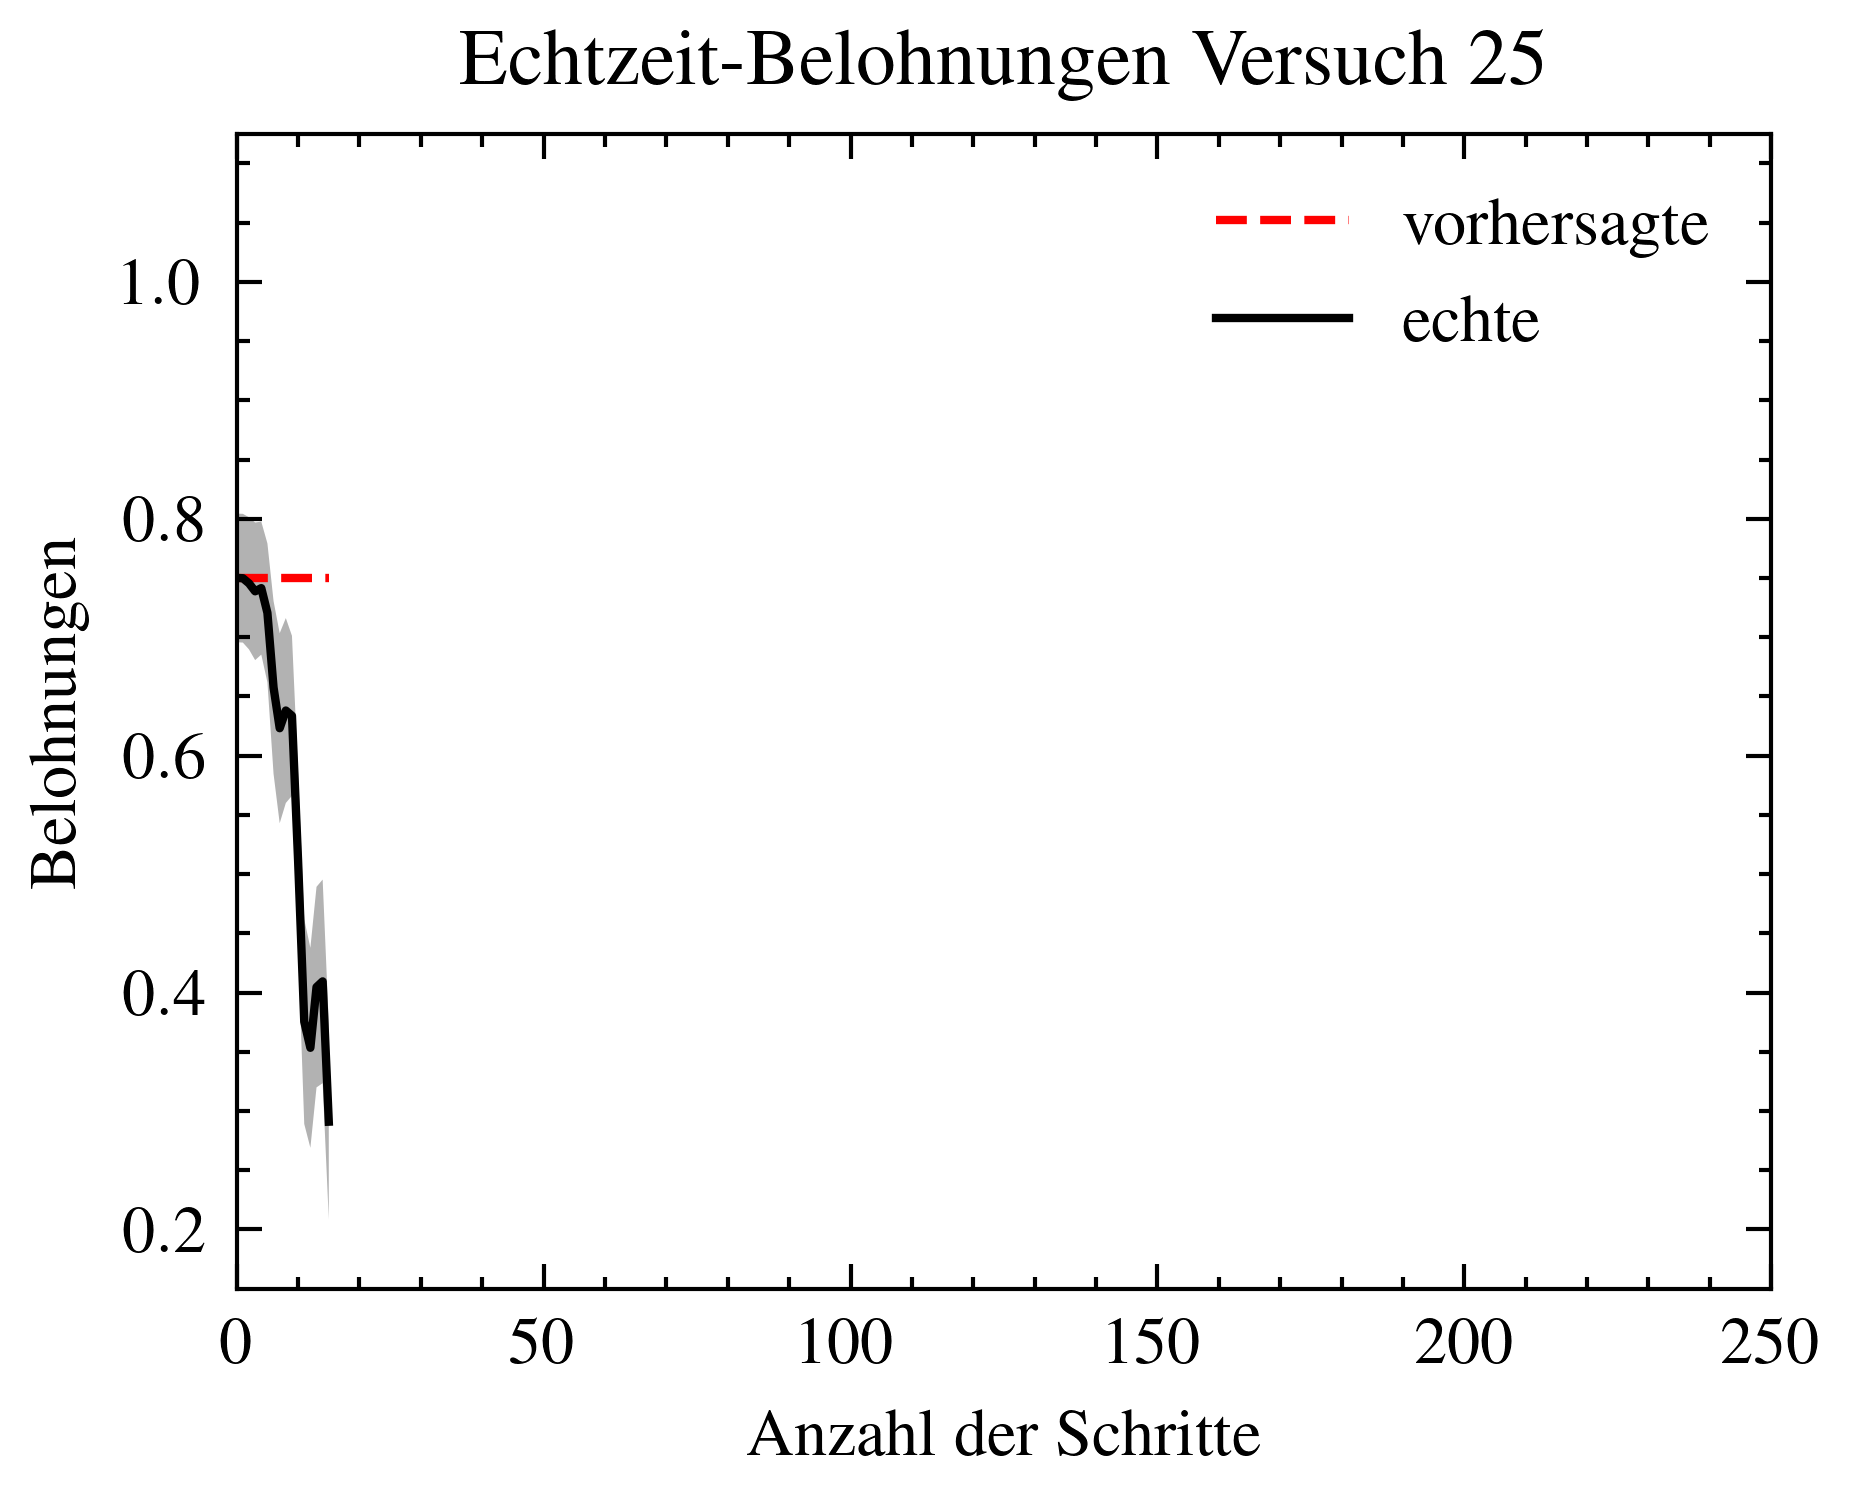 Echtzeit-Belohnungen Versuch 25
vorhersagte
echte
Belohnungen
1.0
0.8
0.6
0.4
0.2
0 50 100 150 200 250
Anzahl der Schritte